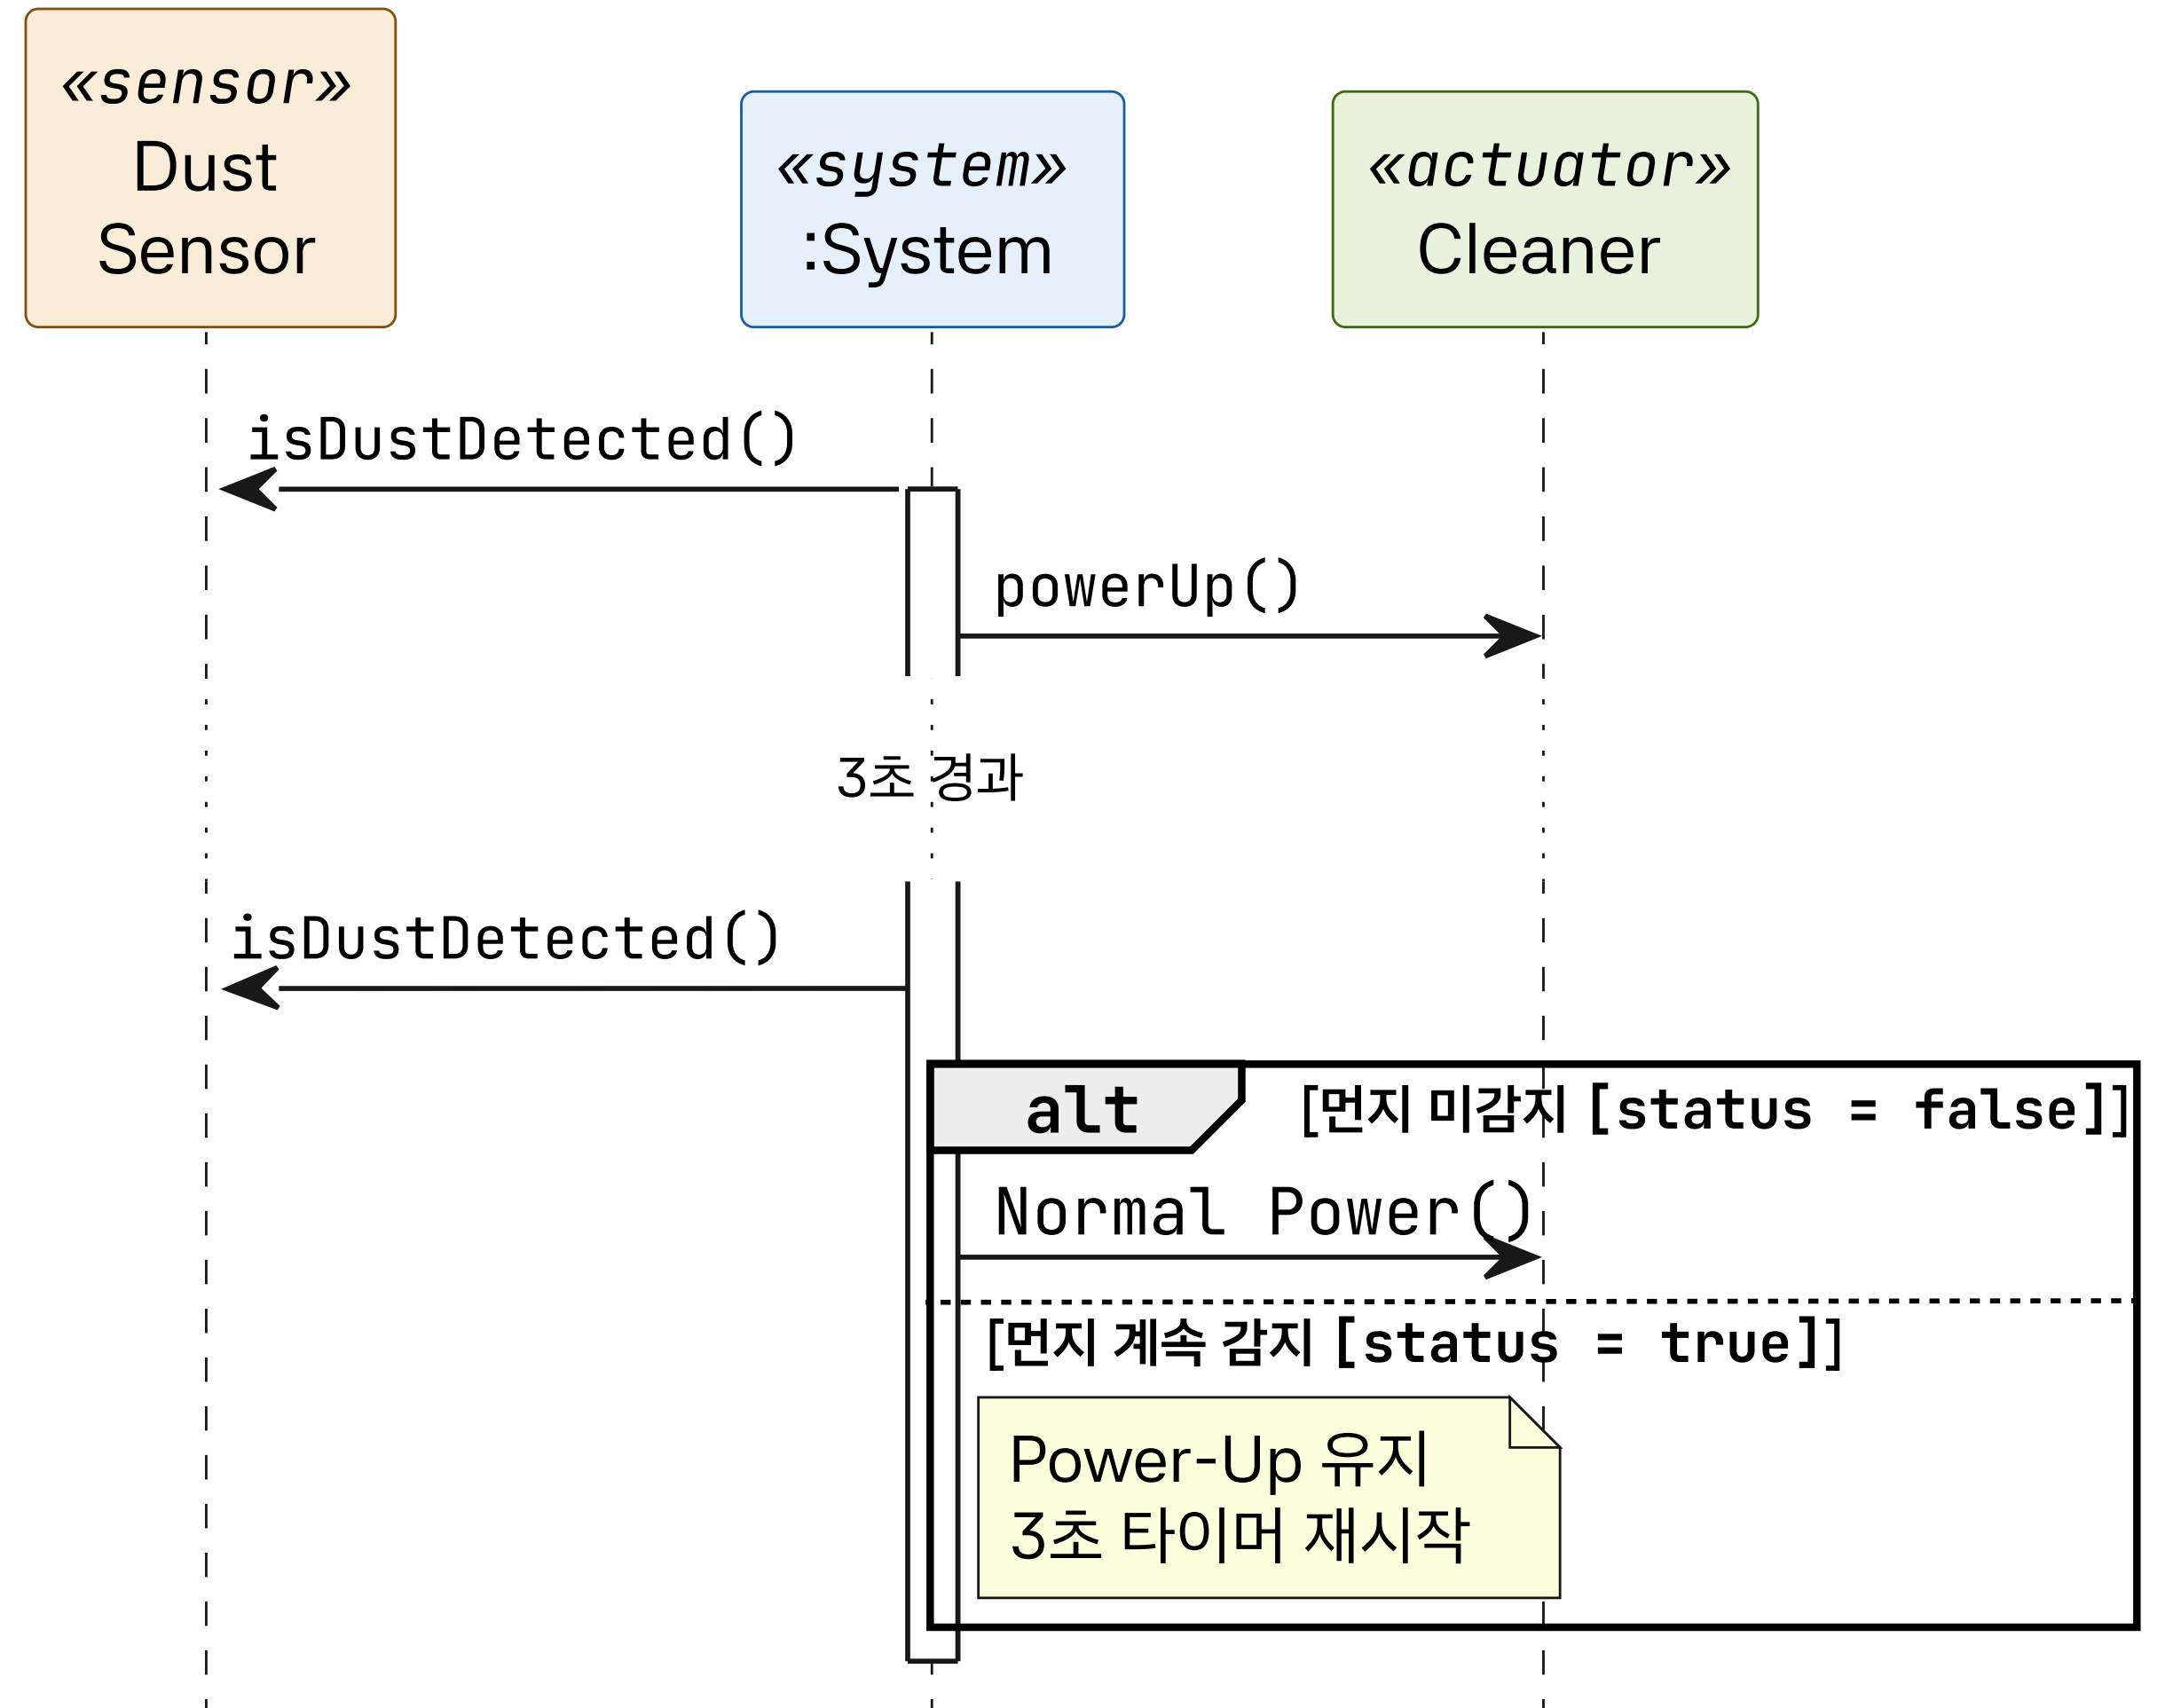 «sensor»
Dust
Sensor
«system»
:System
«actuator»
Cleaner
isDustDetected()
powerUp()
3초 경과
isDustDetected()
alt
[먼지 미감지 [status = false]]
Normal Power()
[먼지 계속 감지 [status = true]]
Power-Up 유지
3초 타이머 재시작